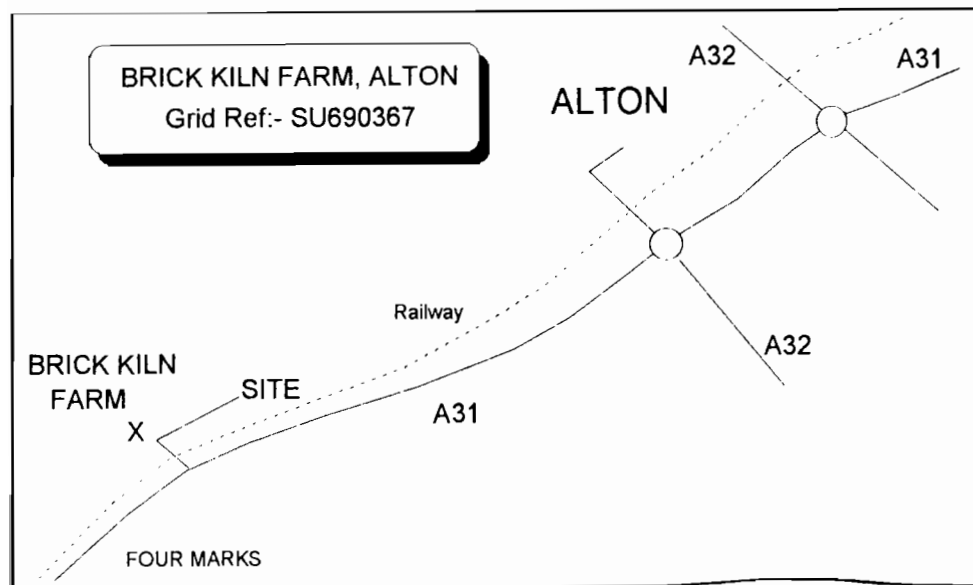 BRICK KILN FARM, ALTON
Grid Ref:- SU690367
A32
A31
ALTON
Railway
A32
BRICK KILN
FARM
SITE
X
A31
FOUR MARKS